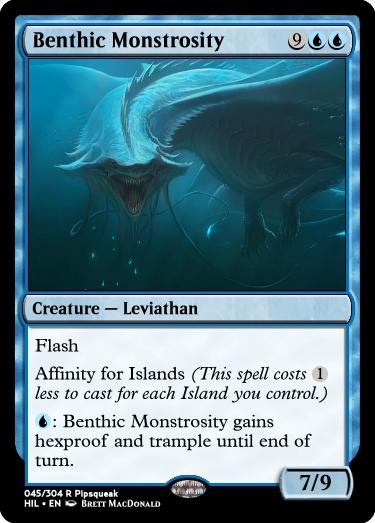 Benthic Monstrosity 9
Creature — Leviathan
Flash
Affinity for Islands (This spell costs 1
less to cast for each Island you control.)
: Benthic Monstrosity gains
hexproof and trample until end of
turn.
7/9
045/304 R Pipsqueak
HIL • EN Brett MacDonald